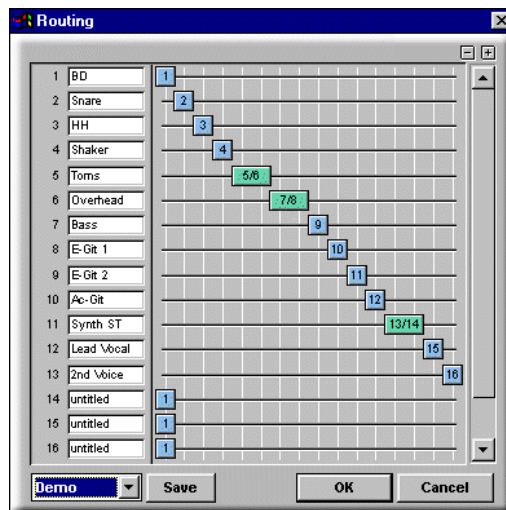 Routing
1 BD 1
2 Snare 2
3 HH 3
4 Shaker 4
5 Toms 5/6
6 Overhead 7/8
7 Bass 9
8 E-Git 1 10
9 E-Git 2 11
10 Ac-Git 12
11 Synth ST 13/14
12 Lead Vocal 15
13 2nd Voice 16
14 untitled 1
15 untitled 1
16 untitled 1
Demo Save OK Cancel